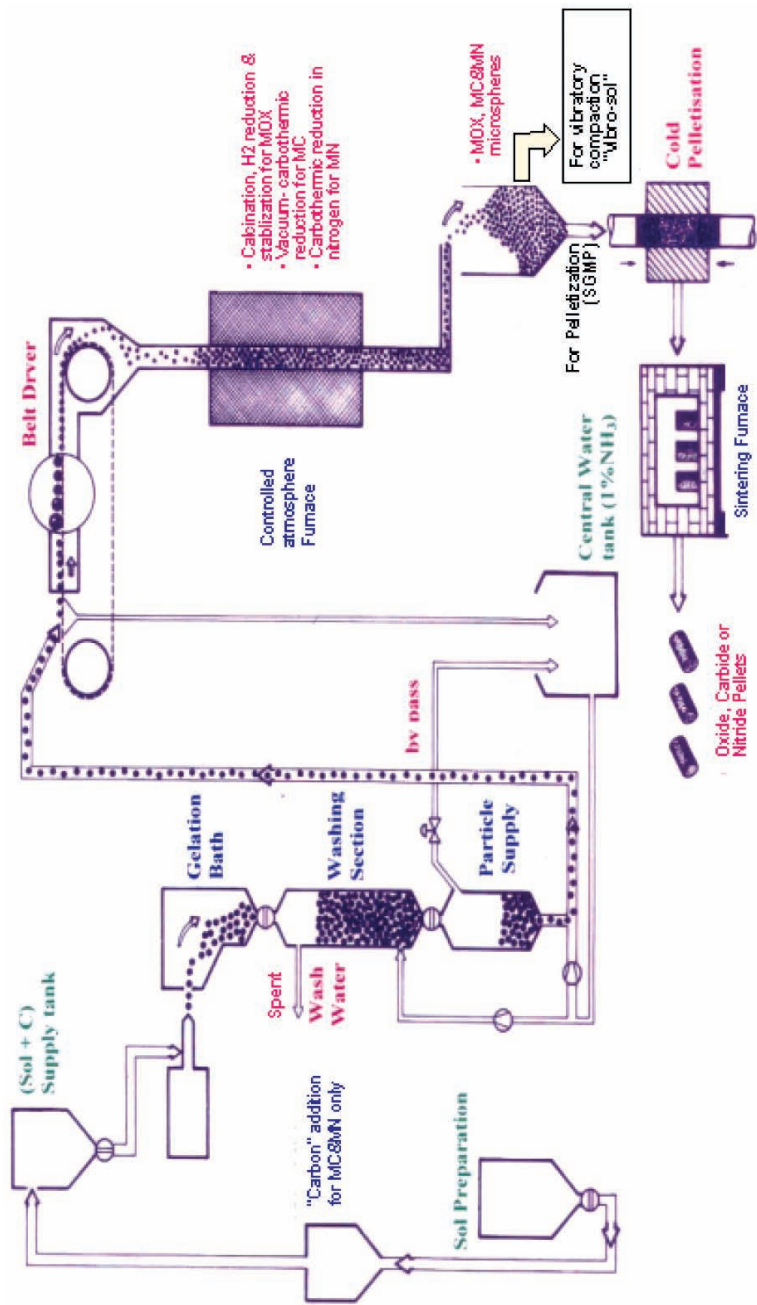 (Sol + C)
Supply tank
Gelation
Bath
Belt Dryer
• Calcination, H2 reduction &
stablization for MOX
• Vacuum- carbothermic
reduction for MC
• Carbothermic reduction in
nitrogen for MN
Controlled
atmosphere
Furnace
"Carbon" addition
for MC&MN only
Spent
Wash
Water
Washing
Section
by pass
Particle
Supply
• MOX, MC&MN
microspheres
For vibratory
compaction
"Vibro-sol"
For Pelletization
(SGMP)
Cold
Pelletisation
Sol Preparation
Central Water
tank (1%NH₃)
Oxide, Carbide or
Nitride Pellets
Sintering Furnace